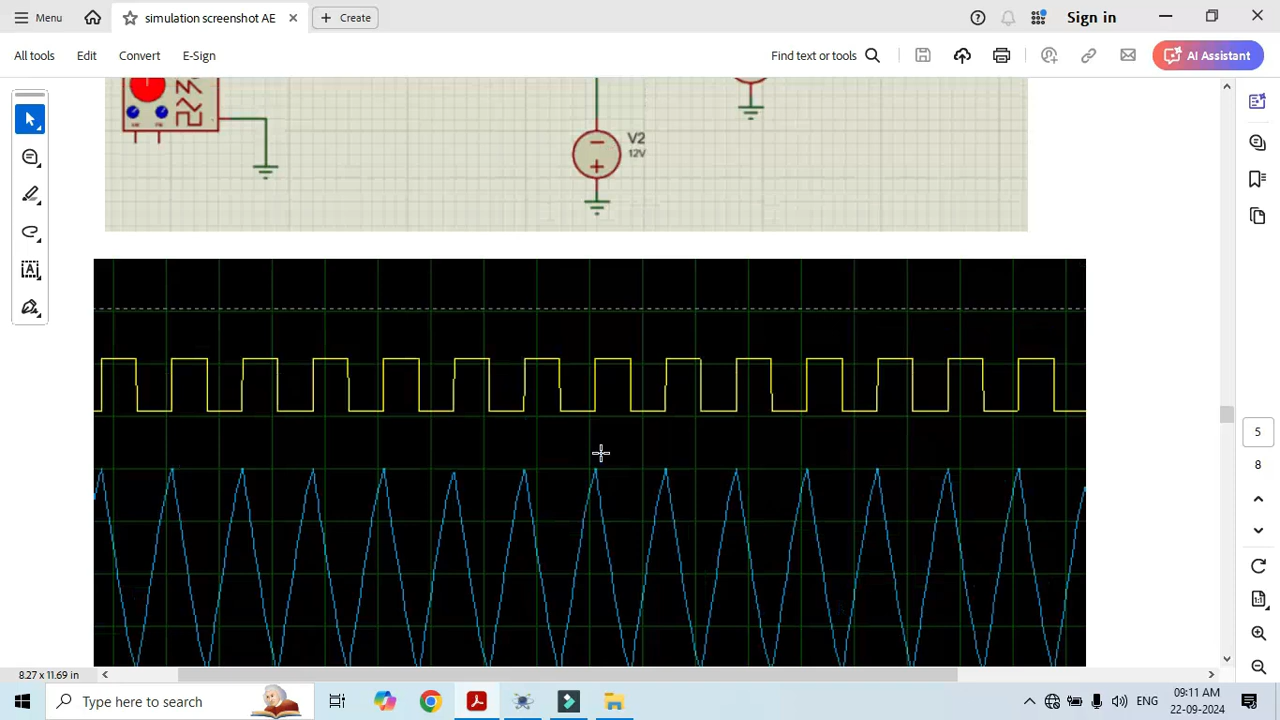 Menu
simulation screenshot AE
Create
Sign in
All tools
Edit
Convert
E-Sign
Find text or tools
AI Assistant
V2
12V
5
8
8.27 x 11.69 in
Type here to search
ENG
09:11 AM
22-09-2024